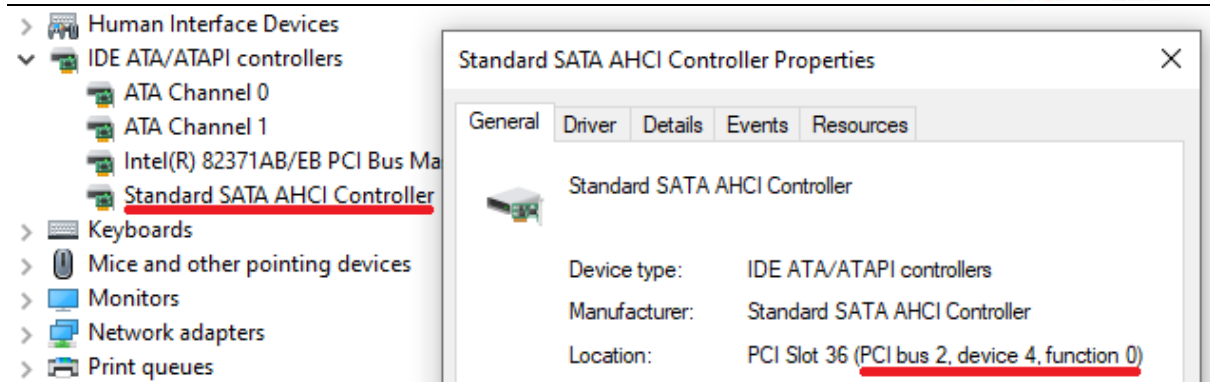 Human Interface Devices
IDE ATA/ATAPI controllers
ATA Channel 0
ATA Channel 1
Intel(R) 82371AB/EB PCI Bus Ma
Standard SATA AHCI Controller
Keyboards
Mice and other pointing devices
Monitors
Network adapters
Print queues
Standard SATA AHCI Controller Properties
General Driver Details Events Resources
Standard SATA AHCI Controller
Device type: IDE ATA/ATAPI controllers
Manufacturer: Standard SATA AHCI Controller
Location: PCI Slot 36 (PCI bus 2, device 4, function 0)